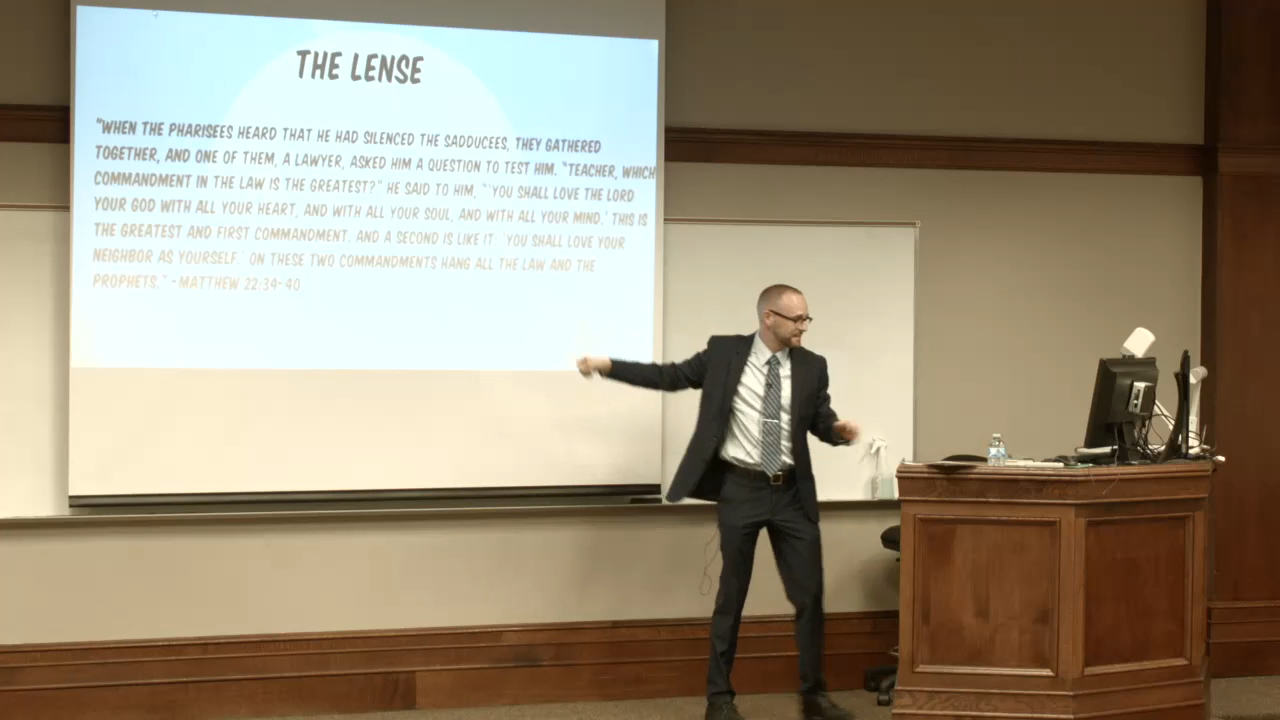 THE LENSE
"WHEN THE PHARISEES HEARD THAT HE HAD SILENCED THE SADDUCEES, THEY GATHERED
TOGETHER, AND ONE OF THEM, A LAWYER, ASKED HIM A QUESTION TO TEST HIM. "TEACHER, WHICH
COMMANDMENT IN THE LAW IS THE GREATEST?" HE SAID TO HIM, "'YOU SHALL LOVE THE LORD
YOUR GOD WITH ALL YOUR HEART, AND WITH ALL YOUR SOUL, AND WITH ALL YOUR MIND.' THIS IS
THE GREATEST AND FIRST COMMANDMENT. AND A SECOND IS LIKE IT: 'YOU SHALL LOVE YOUR
NEIGHBOR AS YOURSELF.' ON THESE TWO COMMANDMENTS HANG ALL THE LAW AND THE
PROPHETS." - MATTHEW 22:34-40